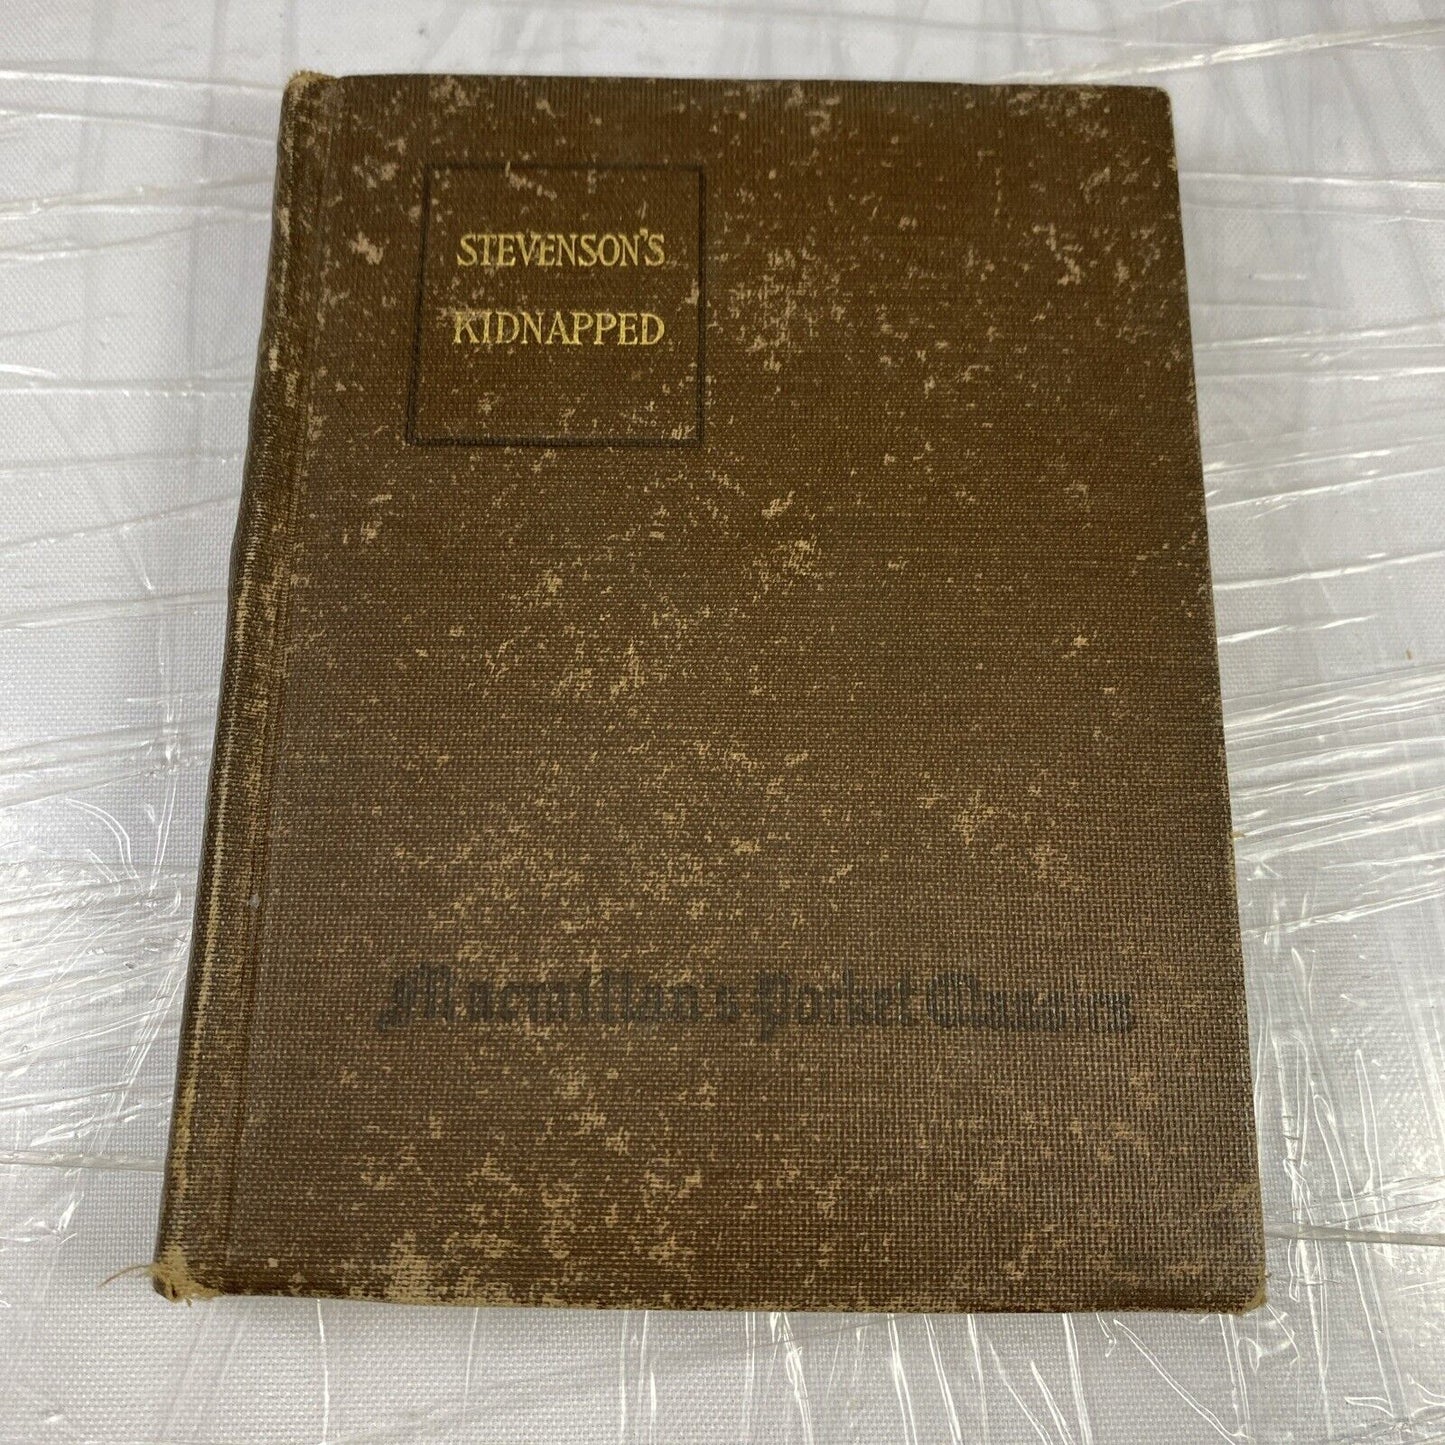 STEVENSON'S
KIDNAPPED
Macmillan's Pocket Classics